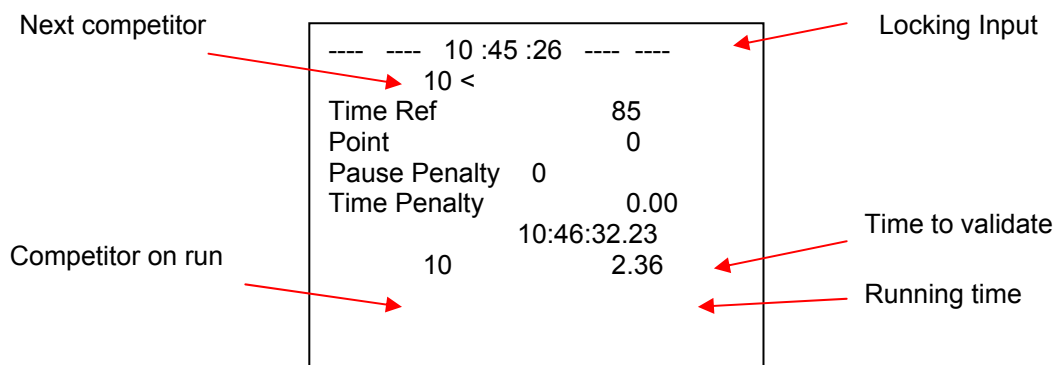 Next competitor
Locking Input
---- ---- 10 :45 :26 ---- ----
10 <
Time Ref 85
Point 0
Pause Penalty 0
Time Penalty 0.00
10:46:32.23
Time to validate
Competitor on run
10 2.36
Running time